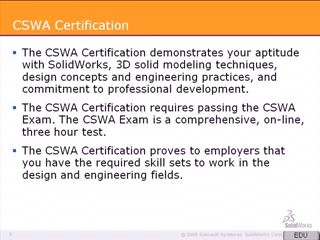 CSWA Certification
The CSWA Certification demonstrates your aptitude
with SolidWorks, 3D solid modeling techniques,
design concepts and engineering practices, and
commitment to professional development.
The CSWA Certification requires passing the CSWA
Exam. The CSWA Exam is a comprehensive, on-line,
three hour test.
The CSWA Certification proves to employers that
you have the required skill sets to work in the
design and engineering fields.
SolidWorks
EDU